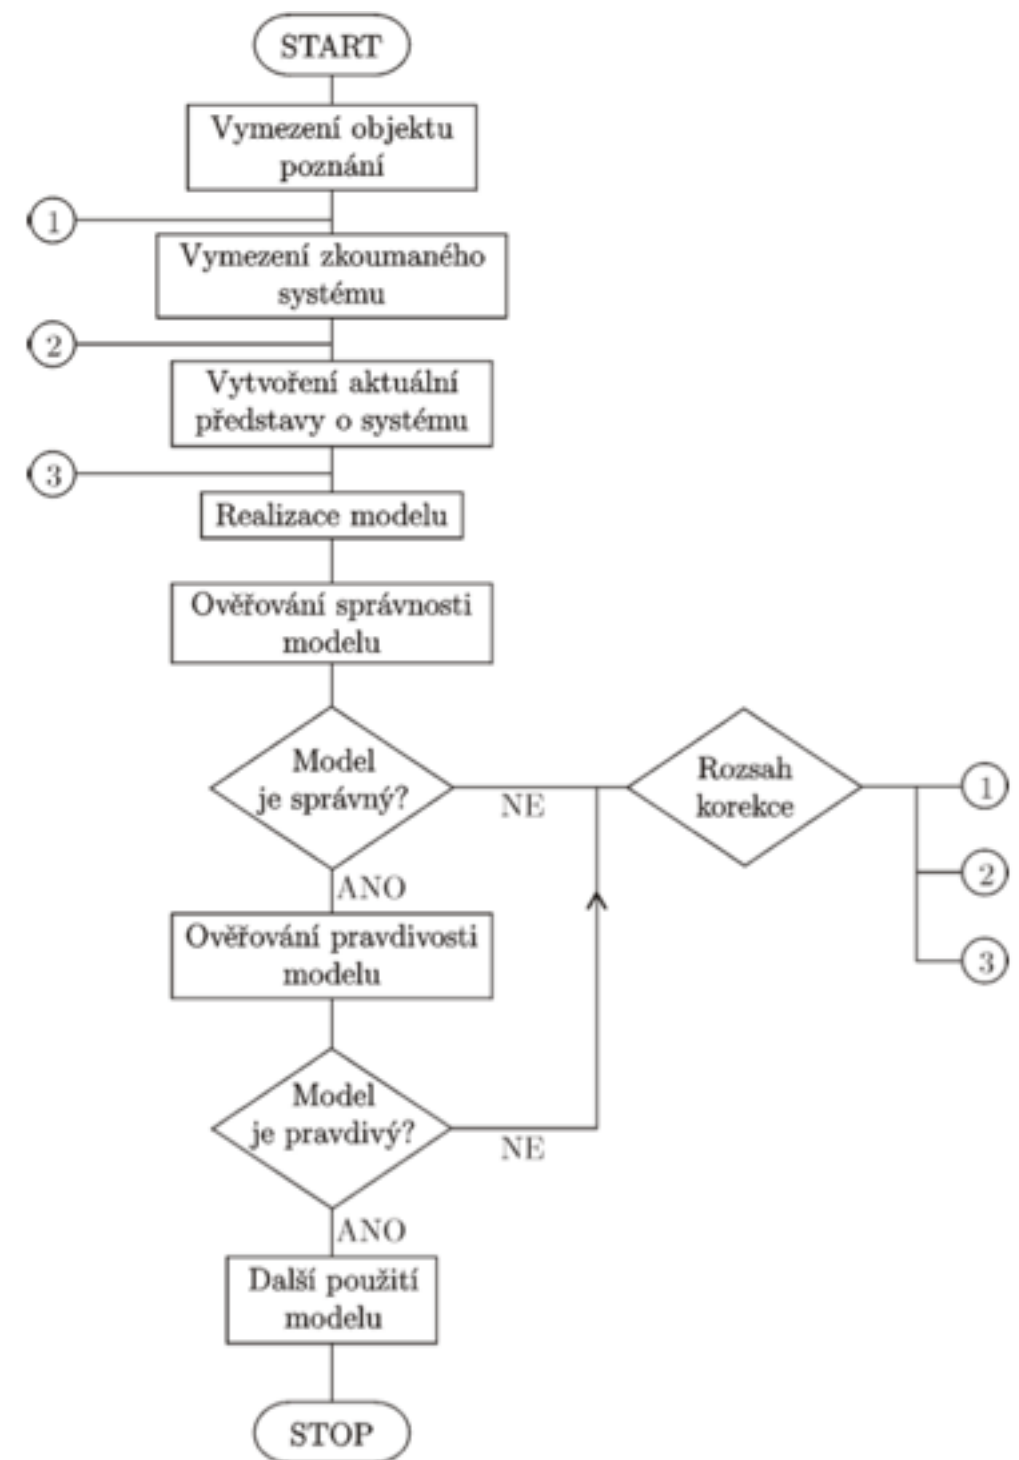 START
Vymezení objektu
poznání
1
Vymezení zkoumaného
systému
2
Vytvoření aktuální
představy o systému
3
Realizace modelu
Ověřování správnosti
modelu
Model
je správný?
NE
Rozsah
korekce
1
2
3
ANO
Ověřování pravdivosti
modelu
Model
je pravdivý?
NE
ANO
Další použití
modelu
STOP